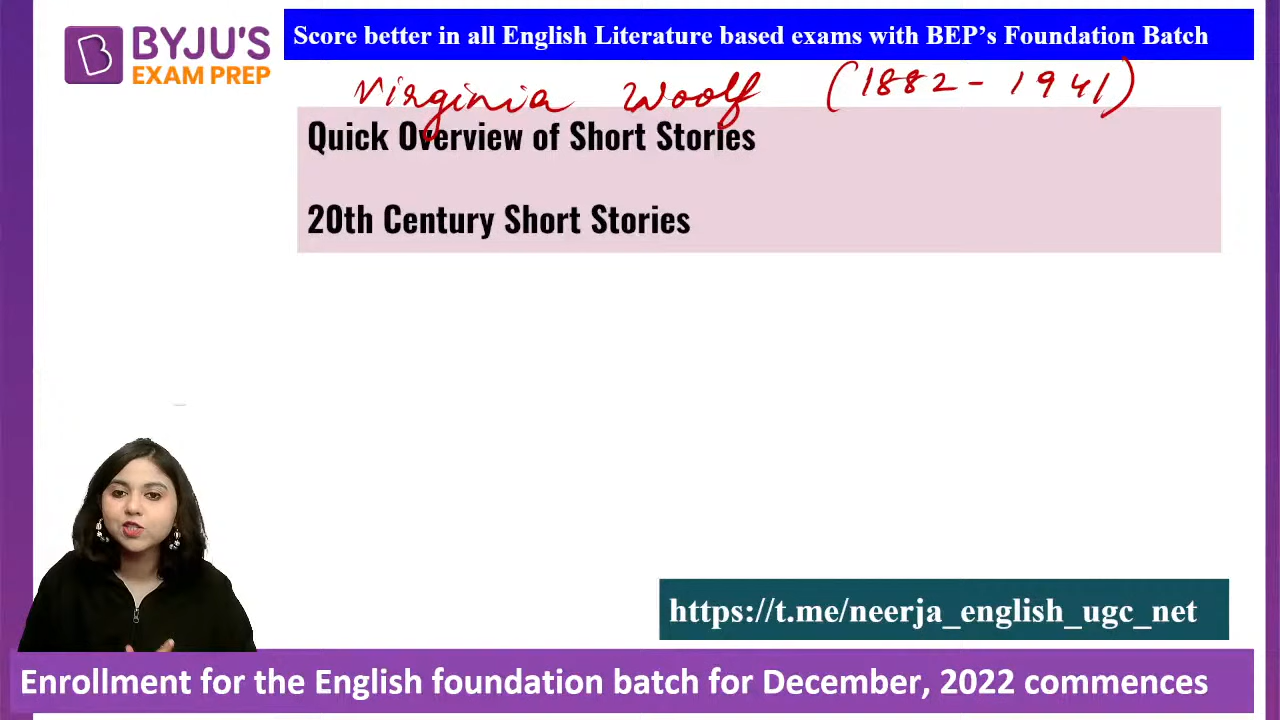 BYJU'S
EXAM PREP
Score better in all English Literature based exams with BEP's Foundation Batch
Virginia Woolf (1882-1941)
Quick Overview of Short Stories
20th Century Short Stories
https://t.me/neerja_english_ugc_net
Enrollment for the English foundation batch for December, 2022 commences